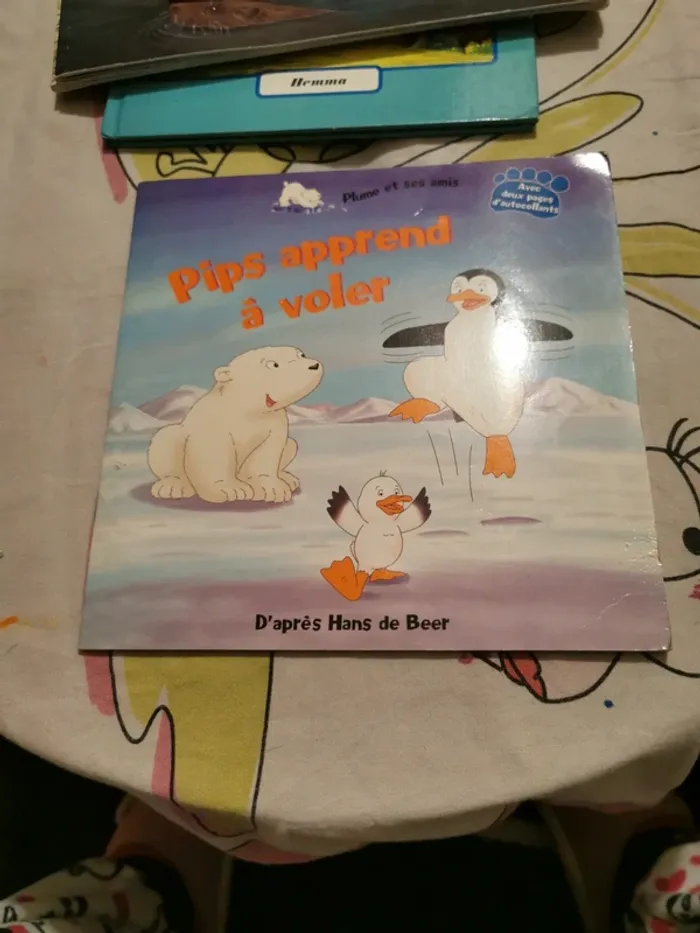 Hemma
Plume et ses amis
Avec
deux pages
d'autocollants
Pips apprend
à voler
D'après Hans de Beer